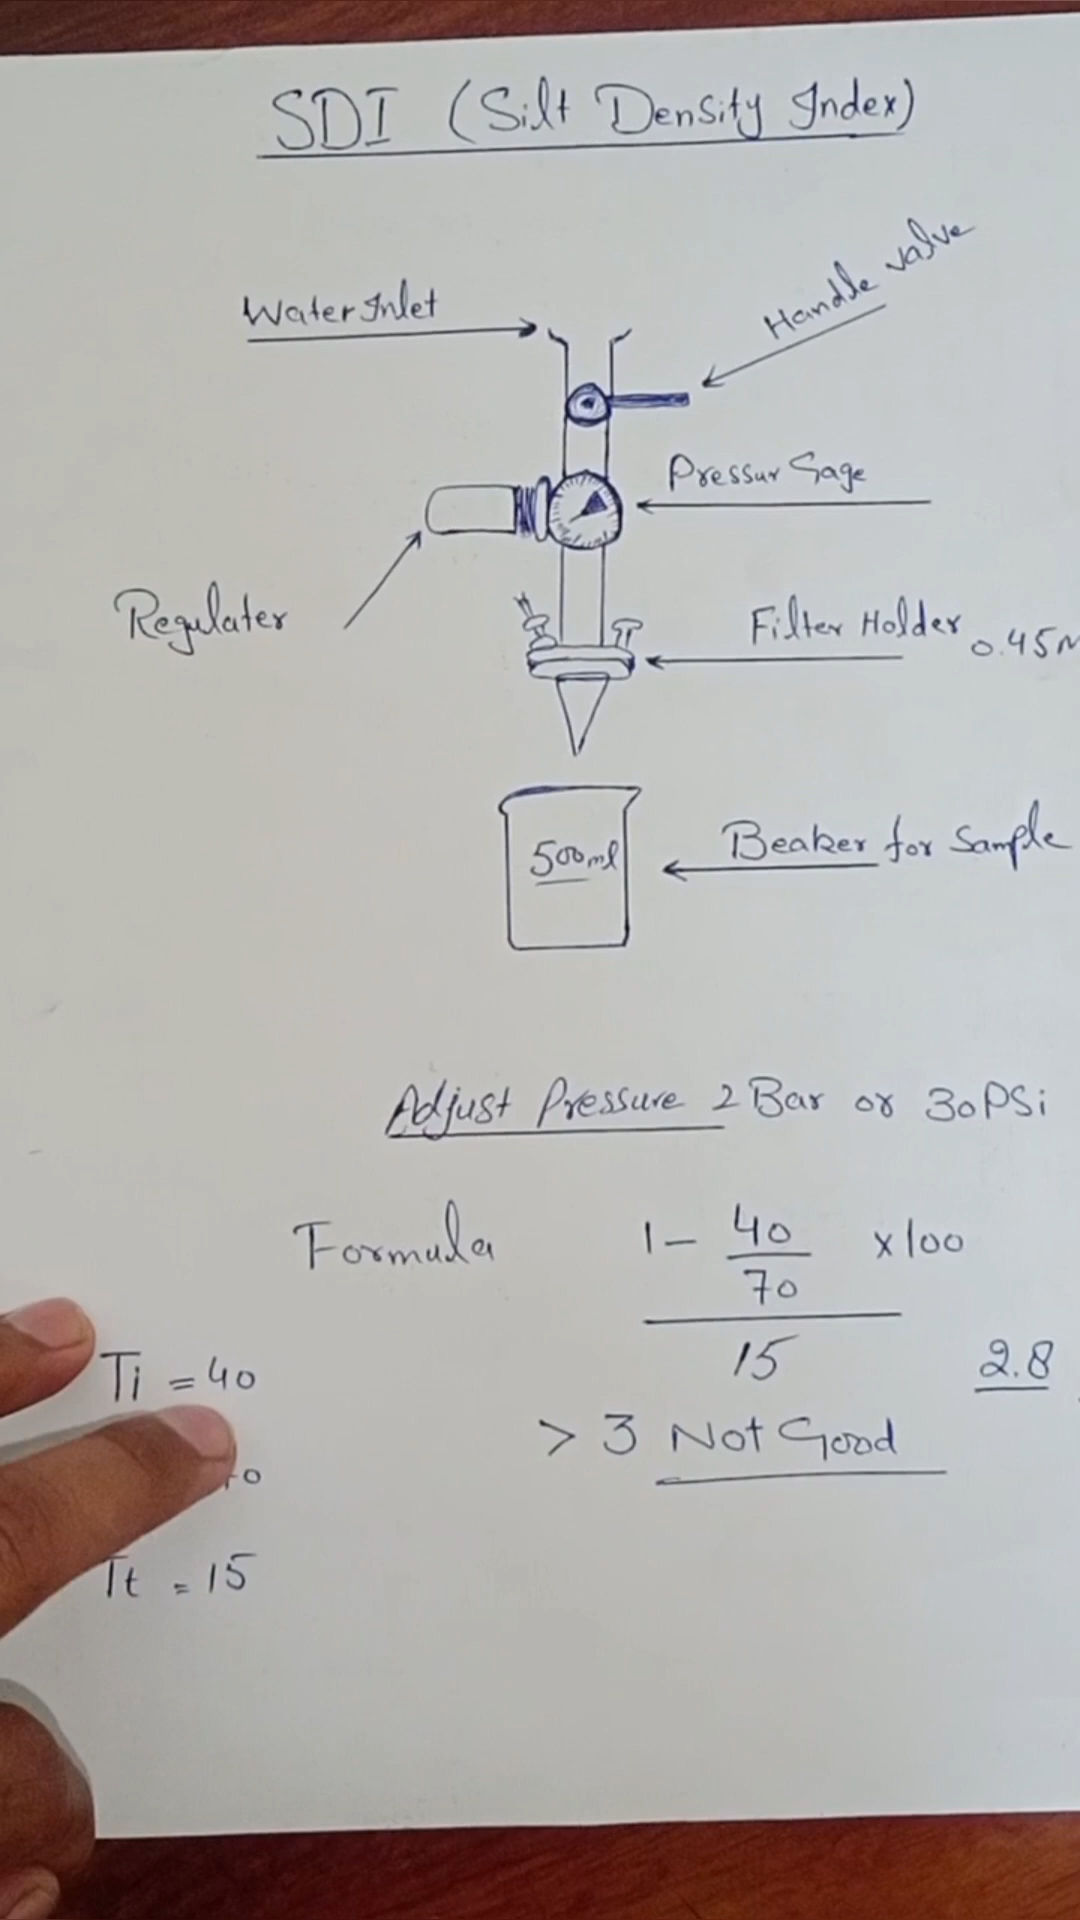 SDI (Silt Density Index)
Water Inlet
Handle valve
Pressur Gage
Regulater
Filter Holder 0.45
500ml
Beaker for Sample
Adjust Pressure 2 Bar or 30 PSi
Formula
1 - 40 x100
70
15
2.8
Ti = 40
> 3 Not Good
Tt = 15